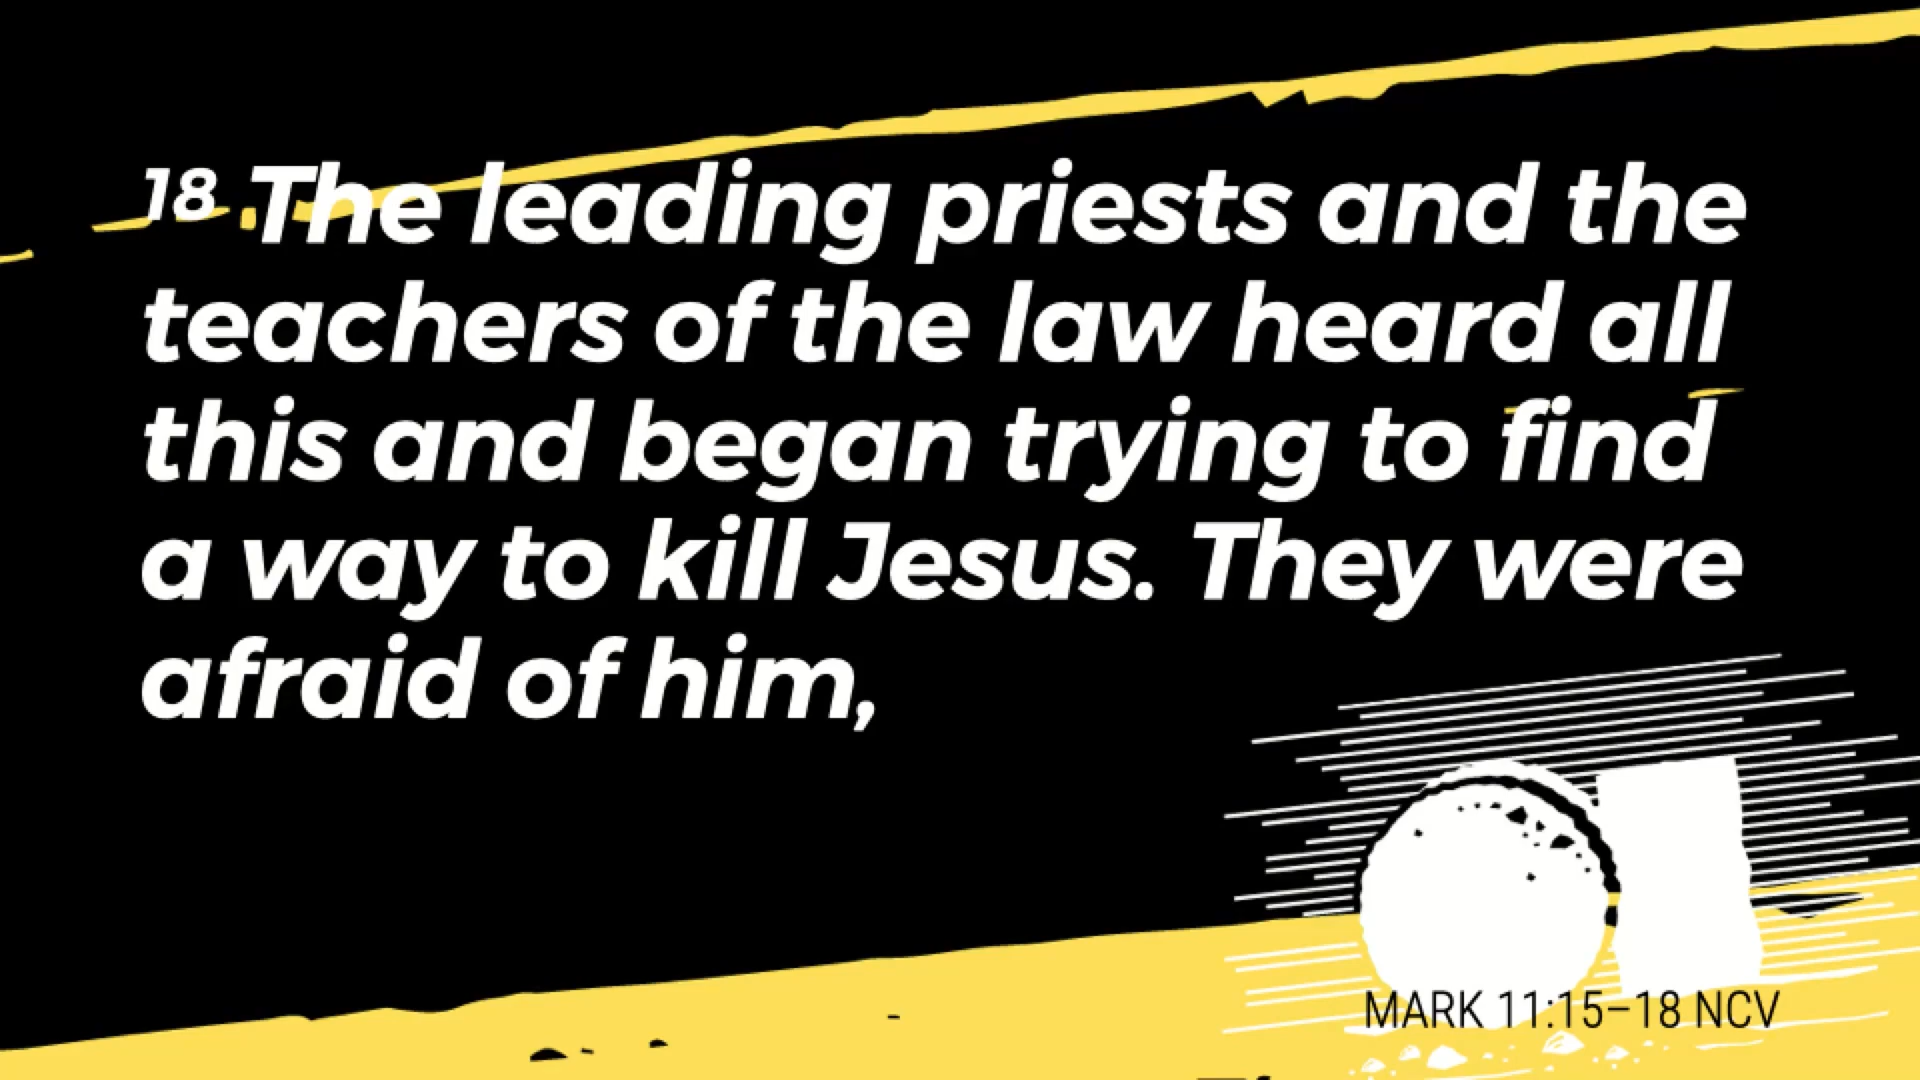 18 The leading priests and the
teachers of the law heard all
this and began trying to find
a way to kill Jesus. They were
afraid of him,
MARK 11:15–18 NCV